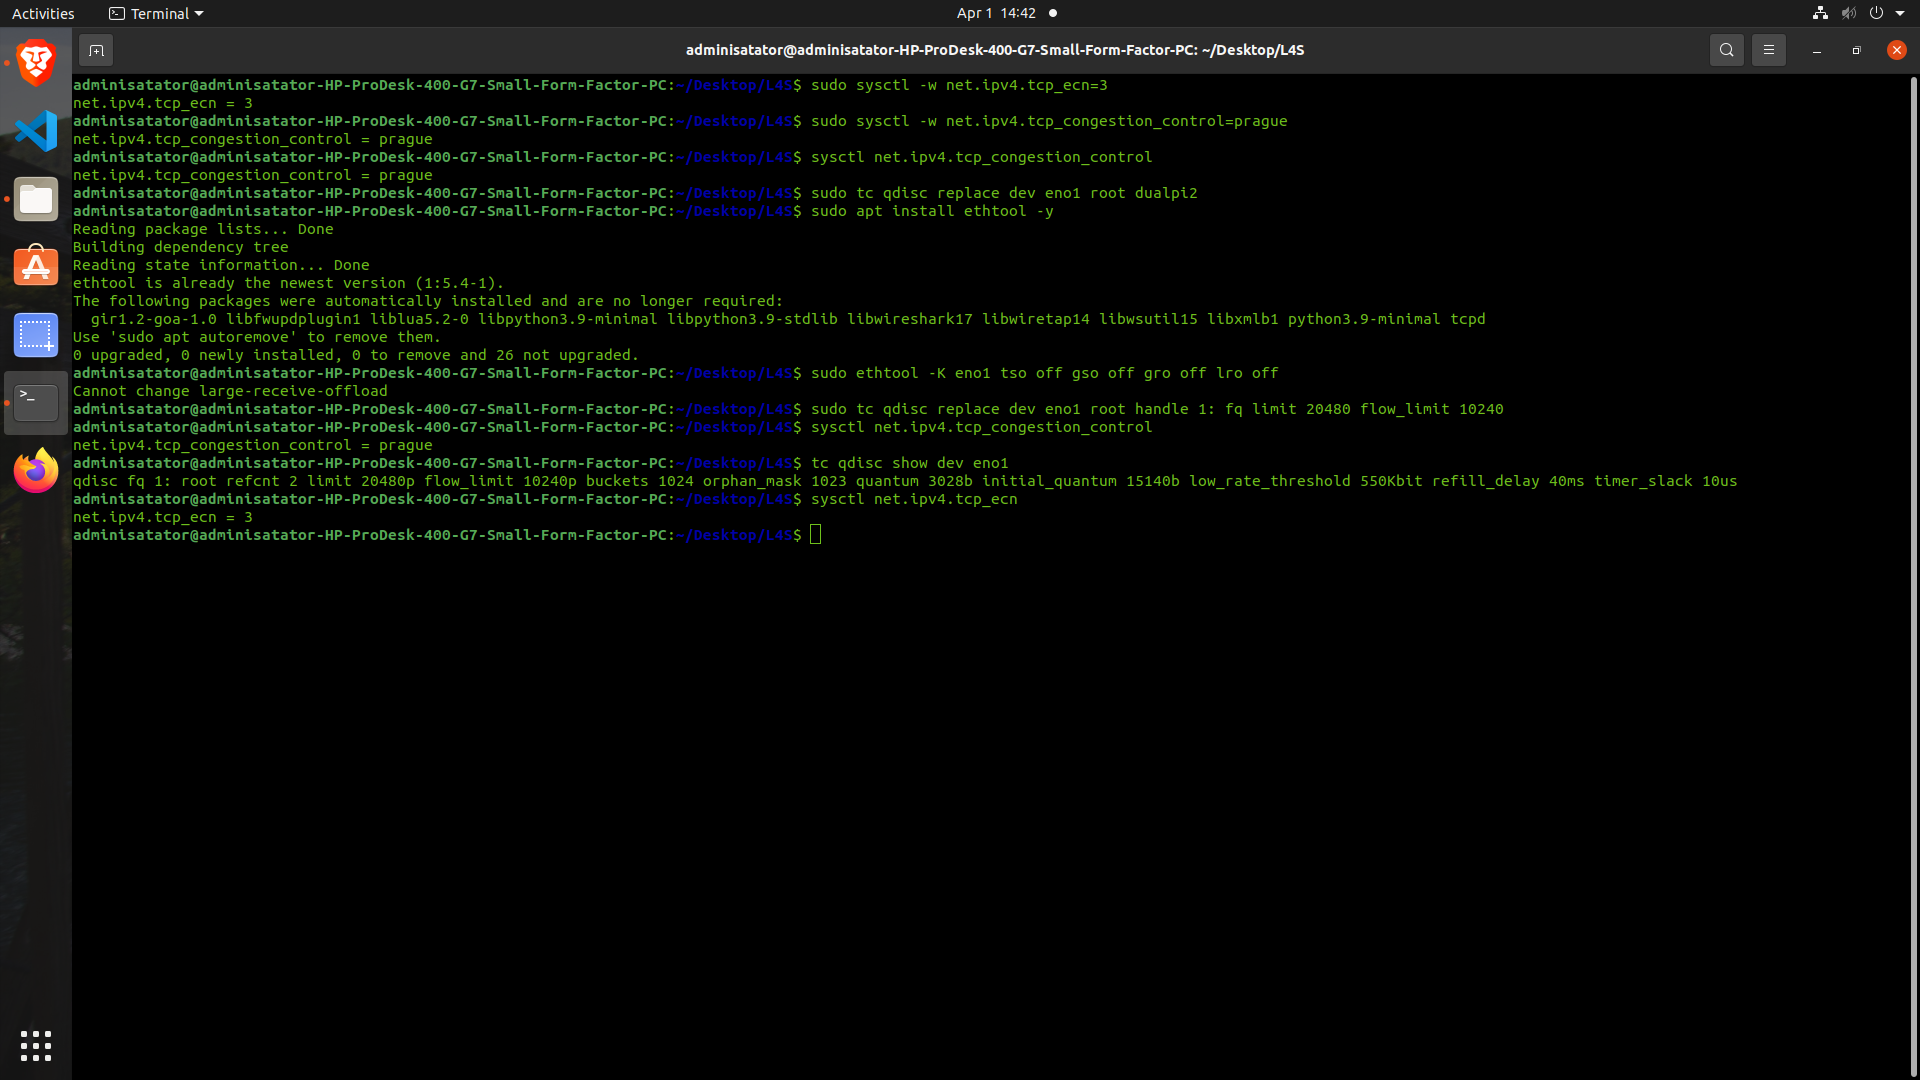 Activities Terminal Apr 1 14:42
adminisatator@adminisatator-HP-ProDesk-400-G7-Small-Form-Factor-PC: ~/Desktop/L4S
adminisatator@adminisatator-HP-ProDesk-400-G7-Small-Form-Factor-PC:~/Desktop/L4S$ sudo sysctl -w net.ipv4.tcp_ecn=3
net.ipv4.tcp_ecn = 3
adminisatator@adminisatator-HP-ProDesk-400-G7-Small-Form-Factor-PC:~/Desktop/L4S$ sudo sysctl -w net.ipv4.tcp_congestion_control=prague
net.ipv4.tcp_congestion_control = prague
adminisatator@adminisatator-HP-ProDesk-400-G7-Small-Form-Factor-PC:~/Desktop/L4S$ sysctl net.ipv4.tcp_congestion_control
net.ipv4.tcp_congestion_control = prague
adminisatator@adminisatator-HP-ProDesk-400-G7-Small-Form-Factor-PC:~/Desktop/L4S$ sudo tc qdisc replace dev eno1 root dualpi2
adminisatator@adminisatator-HP-ProDesk-400-G7-Small-Form-Factor-PC:~/Desktop/L4S$ sudo apt install ethtool -y
Reading package lists... Done
Building dependency tree
Reading state information... Done
ethtool is already the newest version (1:5.4-1).
The following packages were automatically installed and are no longer required:
  gir1.2-goa-1.0 libfwupdplugin1 liblua5.2-0 libpython3.9-minimal libpython3.9-stdlib libwireshark17 libwiretap14 libwsutil15 libxmlb1 python3.9-minimal tcpd
Use 'sudo apt autoremove' to remove them.
0 upgraded, 0 newly installed, 0 to remove and 26 not upgraded.
adminisatator@adminisatator-HP-ProDesk-400-G7-Small-Form-Factor-PC:~/Desktop/L4S$ sudo ethtool -K eno1 tso off gso off gro off lro off
Cannot change large-receive-offload
adminisatator@adminisatator-HP-ProDesk-400-G7-Small-Form-Factor-PC:~/Desktop/L4S$ sudo tc qdisc replace dev eno1 root handle 1: fq limit 20480 flow_limit 10240
adminisatator@adminisatator-HP-ProDesk-400-G7-Small-Form-Factor-PC:~/Desktop/L4S$ sysctl net.ipv4.tcp_congestion_control
net.ipv4.tcp_congestion_control = prague
adminisatator@adminisatator-HP-ProDesk-400-G7-Small-Form-Factor-PC:~/Desktop/L4S$ tc qdisc show dev eno1
qdisc fq 1: root refcnt 2 limit 20480p flow_limit 10240p buckets 1024 orphan_mask 1023 quantum 3028b initial_quantum 15140b low_rate_threshold 550Kbit refill_delay 40ms timer_slack 10us
adminisatator@adminisatator-HP-ProDesk-400-G7-Small-Form-Factor-PC:~/Desktop/L4S$ sysctl net.ipv4.tcp_ecn
net.ipv4.tcp_ecn = 3
adminisatator@adminisatator-HP-ProDesk-400-G7-Small-Form-Factor-PC:~/Desktop/L4S$